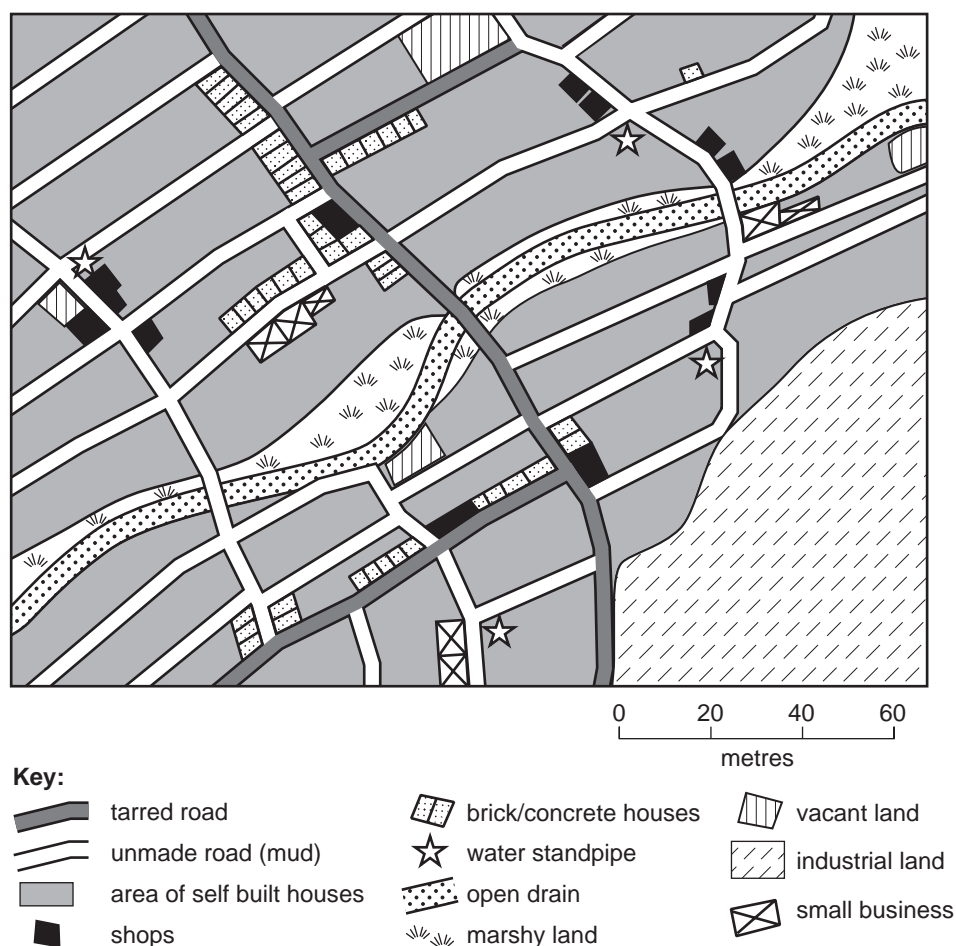 0 20 40 60
metres
Key:
tarred road
unmade road (mud)
area of self built houses
shops
brick/concrete houses
water standpipe
open drain
marshy land
vacant land
industrial land
small business